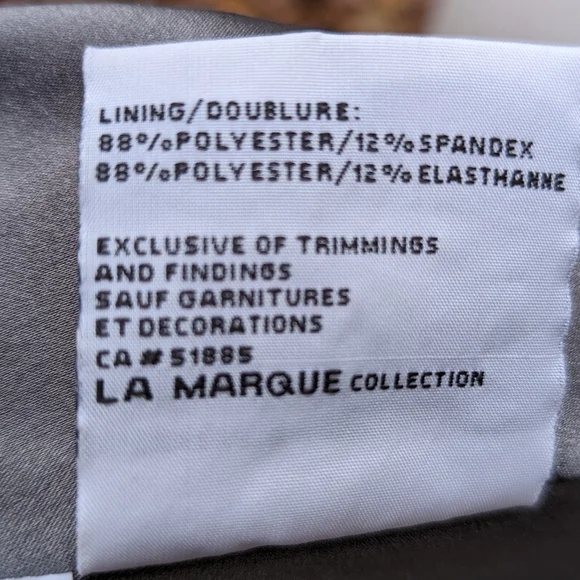 LINING/DOUBLURE:
88%POLYESTER/12%SPANDEX
88%POLYESTER/12%ELASTHANNE
EXCLUSIVE OF TRIMMINGS
AND FINDINGS
SAUF GARNITURES
ET DECORATIONS
CA # 51885
LA MARQUE COLLECTION